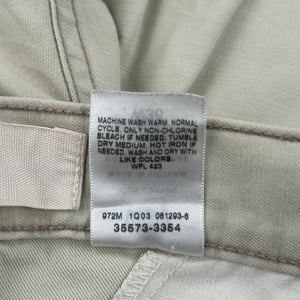 MACHINE WASH WARM. NORMAL
CYCLE. ONLY NON-CHLORINE
BLEACH IF NEEDED. TUMBLE
DRY MEDIUM. HOT IRON IF
NEEDED. WASH AND DRY WITH
LIKE COLORS.
WPL 423
972M 1Q03 061293-6
35573-3354